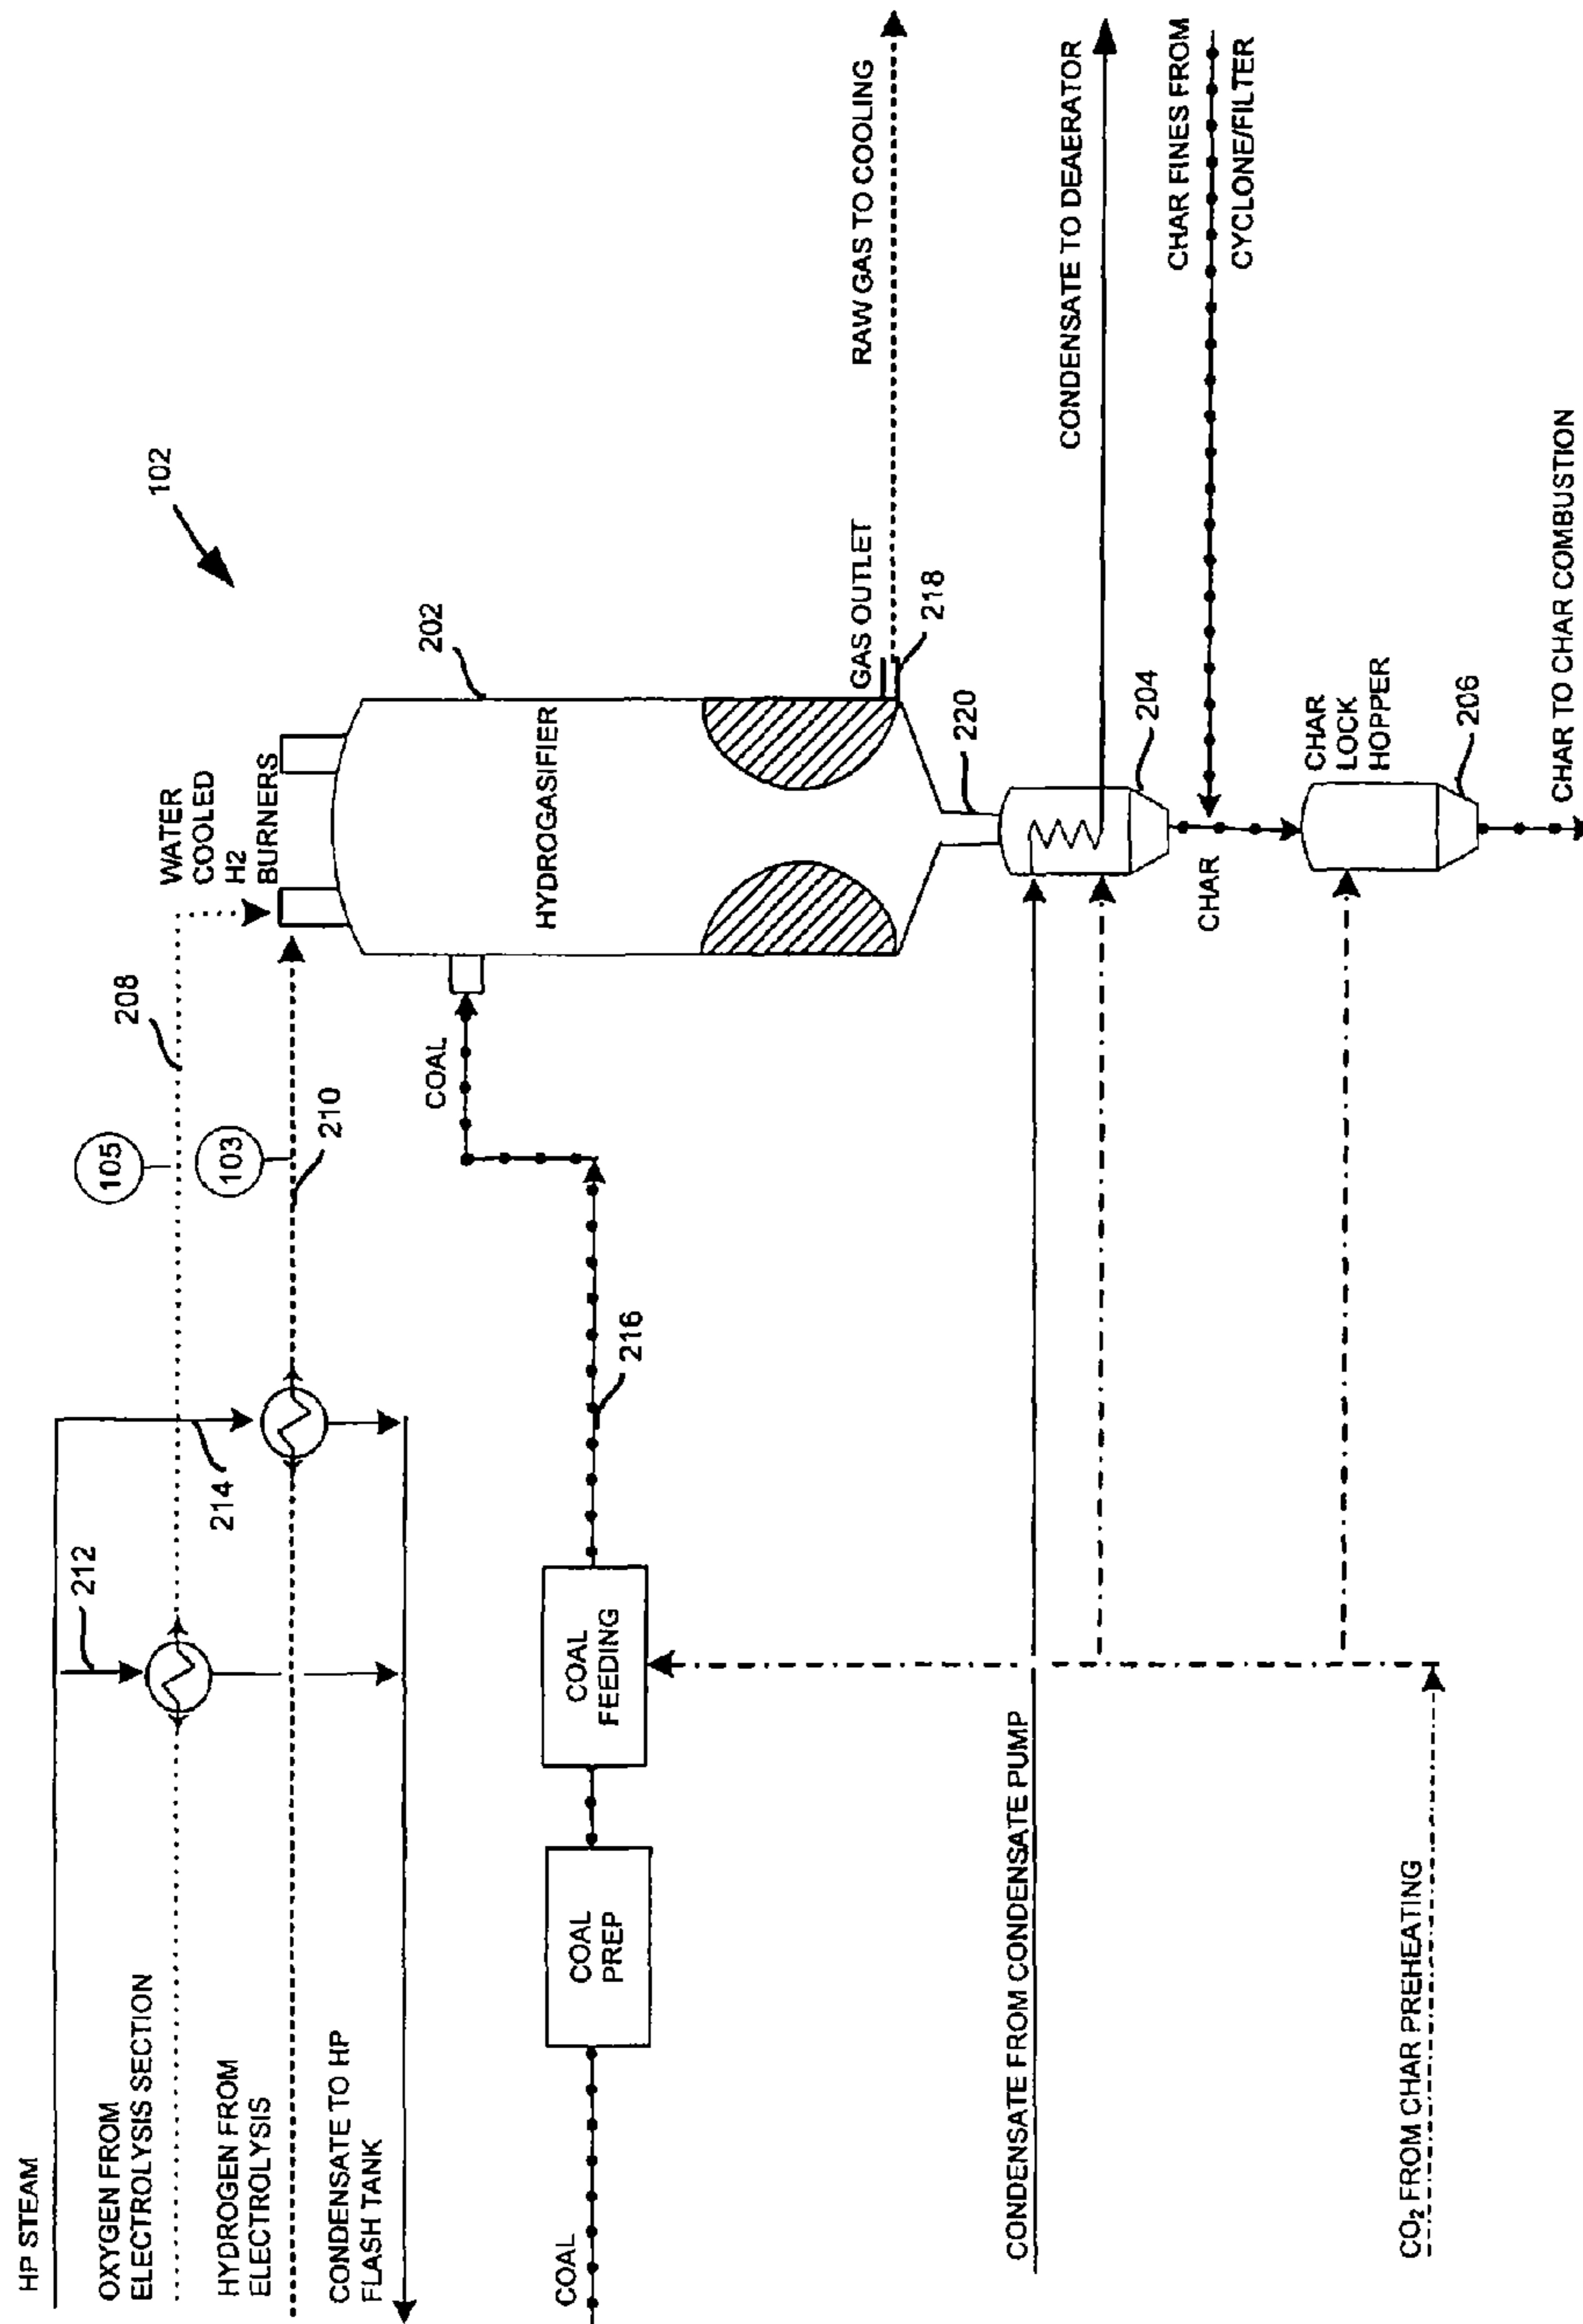 HP STEAM
OXYGEN FROM
ELECTROLYSIS SECTION
HYDROGEN FROM
ELECTROLYSIS
CONDENSATE TO HP
FLASH TANK
212
214
105
208
103
210
WATER
COOLED
H2
BURNERS
102
202
HYDROGASIFIER
COAL
COAL
PREP
COAL
FEEDING
216
COAL
GAS OUTLET
218
RAW GAS TO COOLING
220
CONDENSATE FROM CONDENSATE PUMP
204
CONDENSATE TO DEAERATOR
CHAR FINES FROM
CYCLONE/FILTER
CHAR
CHAR
LOCK
HOPPER
206
CO₂ FROM CHAR PREHEATING
CHAR TO CHAR COMBUSTION